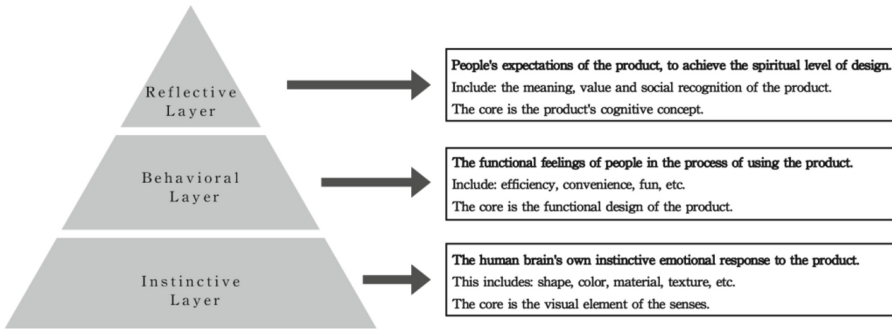 Reflective
Layer
People's expectations of the product, to achieve the spiritual level of design.
Include: the meaning, value and social recognition of the product.
The core is the product's cognitive concept.
Behavioral
Layer
The functional feelings of people in the process of using the product.
Include: efficiency, convenience, fun, etc.
The core is the functional design of the product.
Instinctive
Layer
The human brain's own instinctive emotional response to the product.
This includes: shape, color, material, texture, etc.
The core is the visual element of the senses.